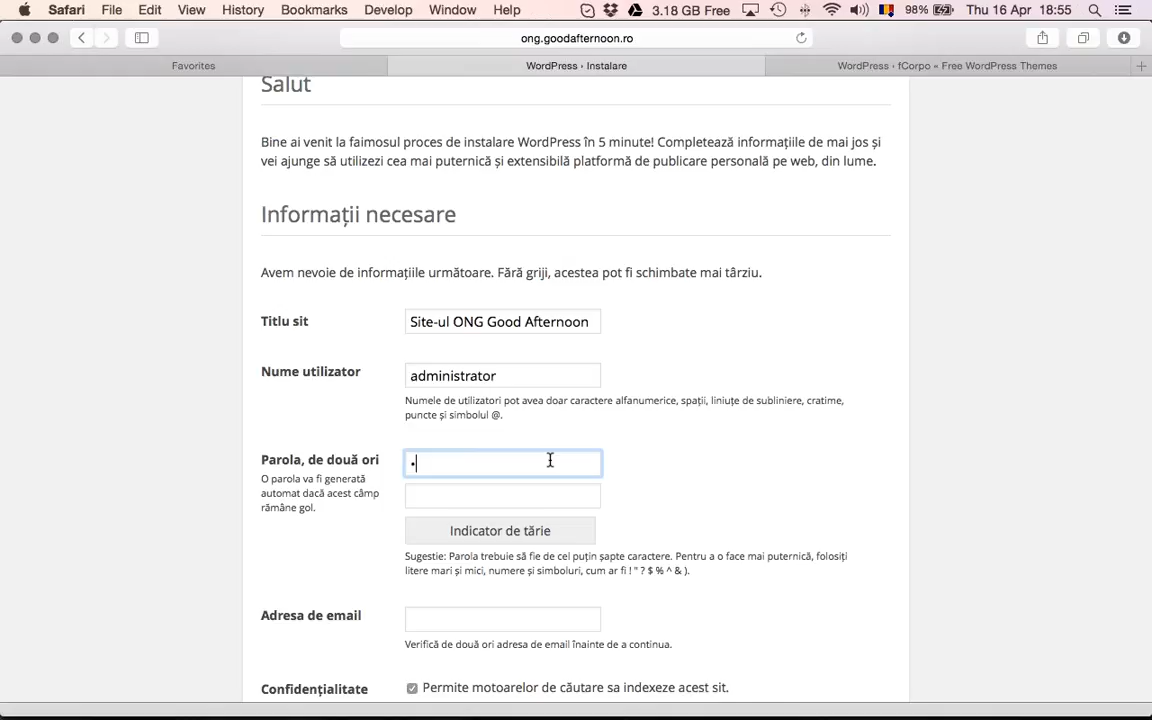 Safari File Edit View History Bookmarks Develop Window Help 3.18 GB Free 98% Thu 16 Apr 18:55
ong.goodafternoon.ro
Favorites WordPress › Instalare WordPress ‹ fCorpo « Free WordPress Themes
Salut
Bine ai venit la faimosul proces de instalare WordPress în 5 minute! Completează informațiile de mai jos și
vei ajunge să utilizezi cea mai puternică și extensibilă platformă de publicare personală pe web, din lume.
Informații necesare
Avem nevoie de informațiile următoare. Fără griji, acestea pot fi schimbate mai târziu.
Titlu sit Site-ul ONG Good Afternoon
Nume utilizator administrator
Numele de utilizatori pot avea doar caractere alfanumerice, spații, liniuțe de subliniere, cratime,
puncte și simbolul @.
Parola, de două ori •
O parola va fi generată
automat dacă acest câmp
rămâne gol.
Indicator de tărie
Sugestie: Parola trebuie să fie de cel puțin șapte caractere. Pentru a o face mai puternică, folosiți
litere mari și mici, numere și simboluri, cum ar fi ! " ? $ % ^ & ).
Adresa de email
Verifică de două ori adresa de email înainte de a continua.
Confidențialitate Permite motoarelor de căutare sa indexeze acest sit.